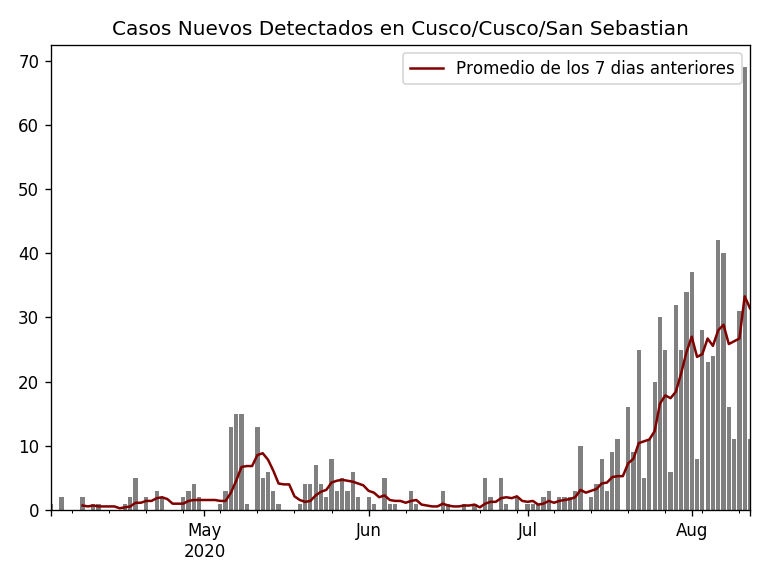 Casos Nuevos Detectados en Cusco/Cusco/San Sebastian
Promedio de los 7 dias anteriores
70
60
50
40
30
20
10
0
May
2020
Jun
Jul
Aug